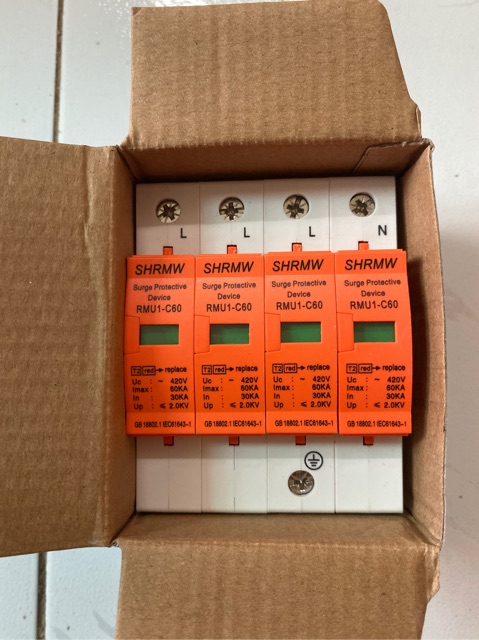 L L L N
SHRMW
Surge Protective
Device
RMU1-C60
T2 red → replace
Uc : ~ 420V
Imax : 60KA
In : 30KA
Up : ≤ 2.0KV
GB 18802.1 IEC61643-1
SHRMW
Surge Protective
Device
RMU1-C60
T2 red → replace
Uc : ~ 420V
Imax : 60KA
In : 30KA
Up : ≤ 2.0KV
GB 18802.1 IEC61643-1
SHRMW
Surge Protective
Device
RMU1-C60
T2 red → replace
Uc : ~ 420V
Imax : 60KA
In : 30KA
Up : ≤ 2.0KV
GB 18802.1 IEC61643-1
SHRMW
Surge Protective
Device
RMU1-C60
T2 red → replace
Uc : ~ 420V
Imax : 60KA
In : 30KA
Up : ≤ 2.0KV
GB 18802.1 IEC61643-1